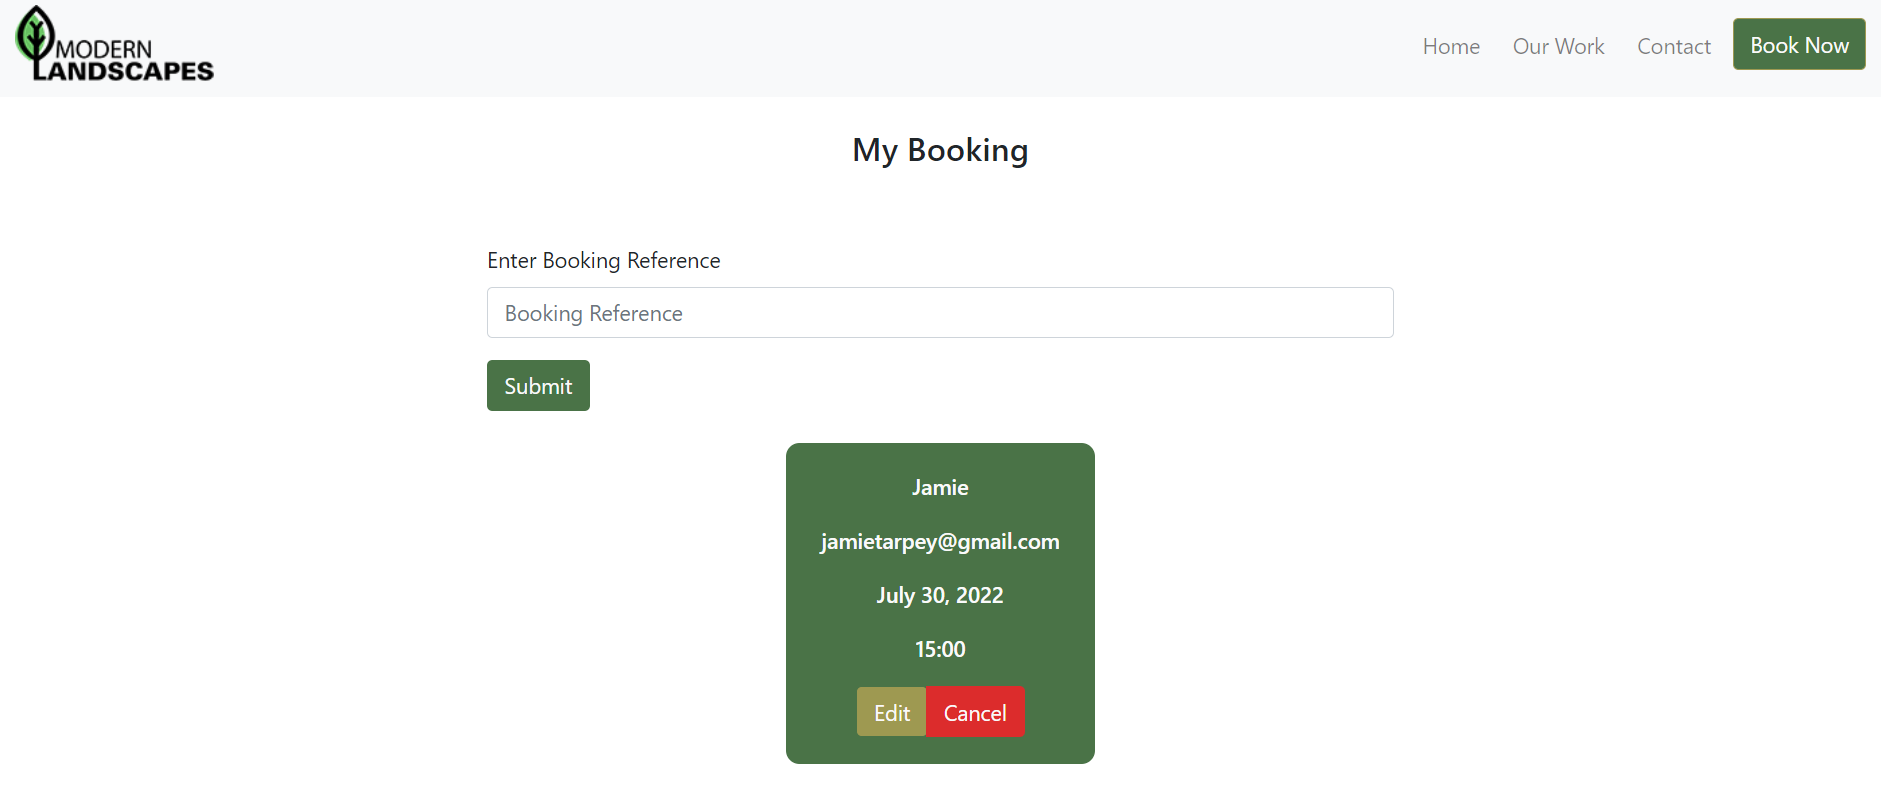 MODERN
LANDSCAPES
Home Our Work Contact Book Now
My Booking
Enter Booking Reference
Booking Reference
Submit
Jamie
jamietarpey@gmail.com
July 30, 2022
15:00
Edit Cancel